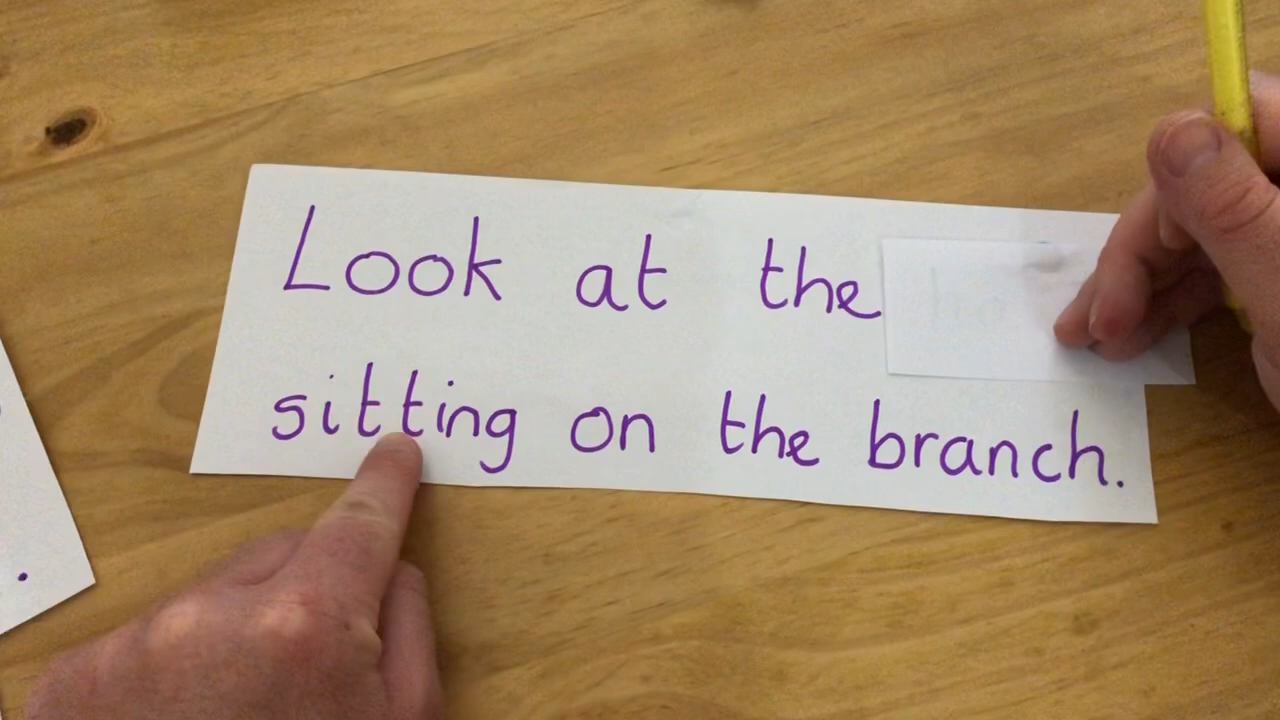 Look at the
sitting on the branch.